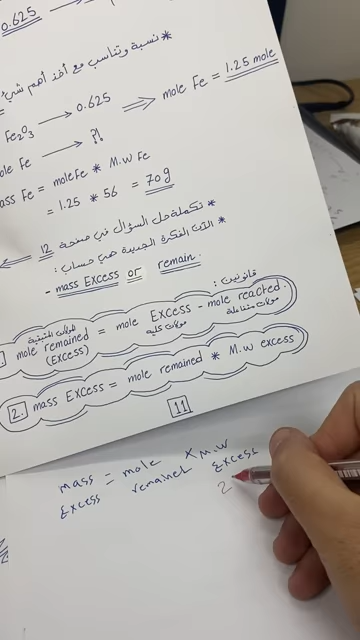 0.625
* نسبة وتناسب مع أخذ أهم شيء
Fe2O3 → 0.625
mole Fe → ⇒ mole Fe = 1.25 mole
mass Fe = mole Fe * M.W Fe
= 1.25 * 56 = 70g
* تكملة حل السؤال في صفحة 12
* الآن الفكرة الجديدة هي حساب:
- mass Excess or remain.
قانونين:
1. mole remained = mole Excess - mole reacted.
(Excess) مولات كلية مولات متفاعلة
2. mass Excess = mole remained * M.W excess
11
mass = mole x M.W
Excess remained Excess
2